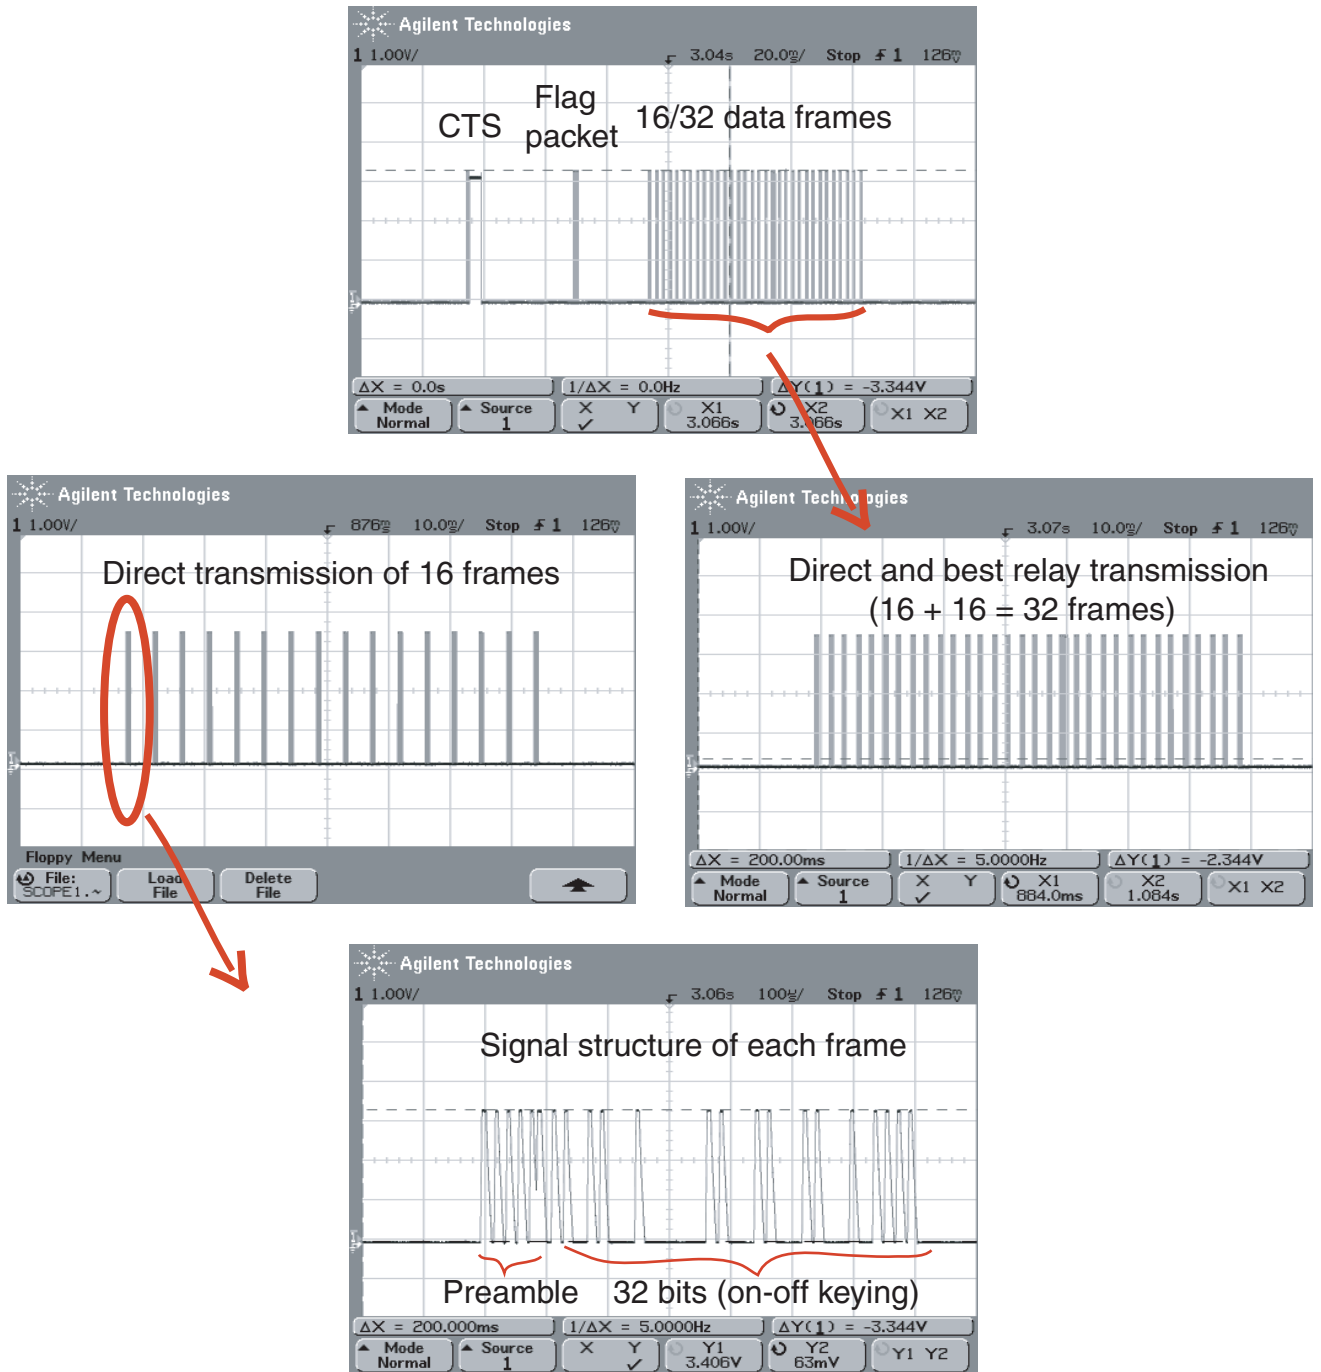 Agilent Technologies
1 1.00V/ 3.04s 20.0ms/ Stop 1 126mV
CTS
Flag
packet
16/32 data frames
ΔX = 0.0s 1/ΔX = 0.0Hz ΔY(1) = -3.344V
Mode Source X Y X1 X2 X1 X2
Normal 1 ✓ 3.066s 3.066s
Agilent Technologies
1 1.00V/ 876ms 10.0ms/ Stop 1 126mV
Direct transmission of 16 frames
Floppy Menu
File: Load Delete
SCOPE1.~ File File
Agilent Technologies
1 1.00V/ 3.07s 10.0ms/ Stop 1 126mV
Direct and best relay transmission
(16 + 16 = 32 frames)
ΔX = 200.00ms 1/ΔX = 5.0000Hz ΔY(1) = -2.344V
Mode Source X Y X1 X2 X1 X2
Normal 1 ✓ 884.0ms 1.084s
Agilent Technologies
1 1.00V/ 3.06s 100us/ Stop 1 126mV
Signal structure of each frame
Preamble 32 bits (on-off keying)
ΔX = 200.000ms 1/ΔX = 5.0000Hz ΔY(1) = -3.344V
Mode Source X Y Y1 Y2 Y1 Y2
Normal 1 ✓ 3.406V 63mV